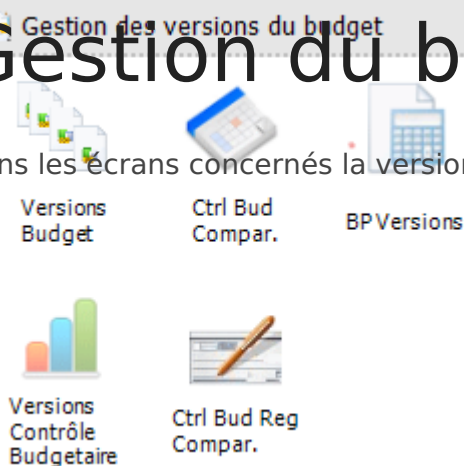 Gestion des versions du budget
Gestion du b
ns les écrans concernés la version
Versions
Budget
Ctrl Bud
Compar.
BP Versions
Versions
Contrôle
Budgetaire
Ctrl Bud Reg
Compar.